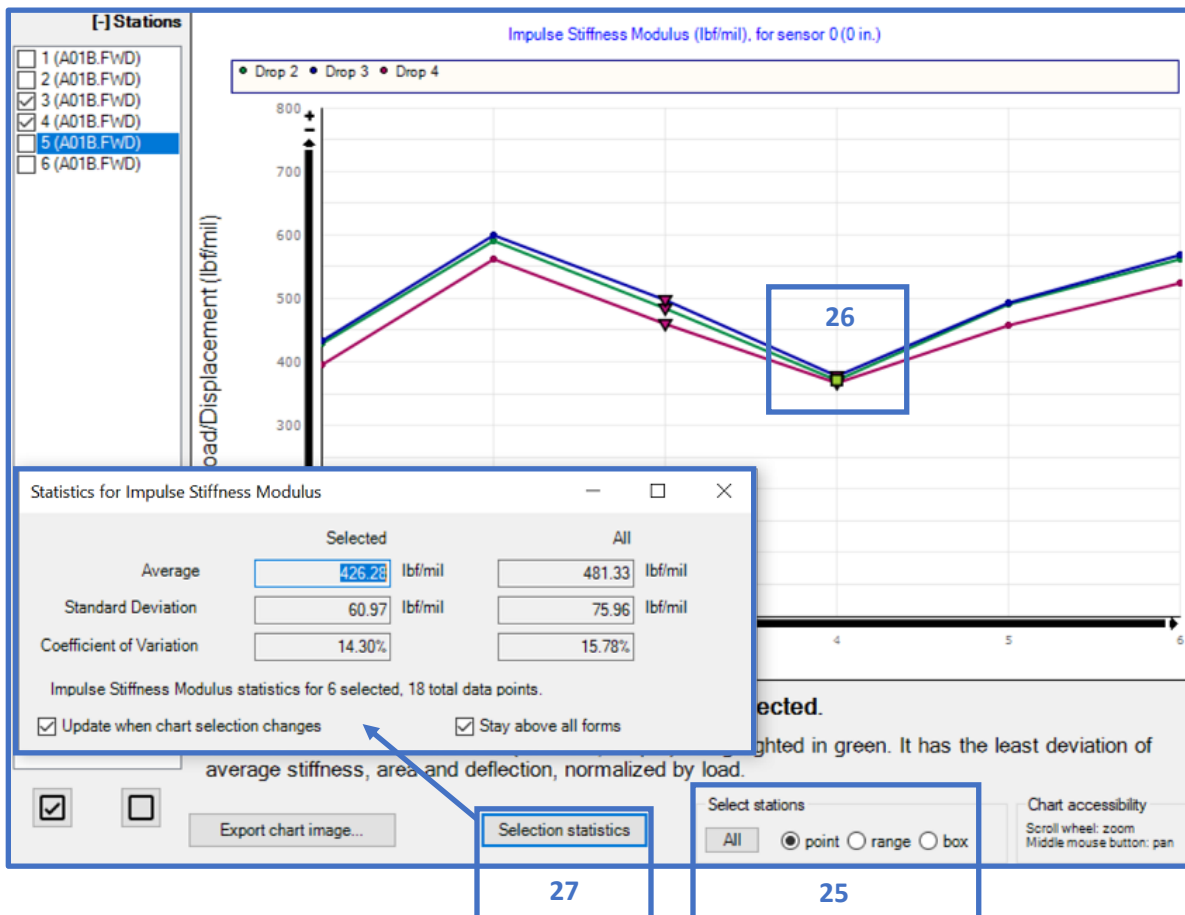 [-] Stations
1 (A01B.FWD)
2 (A01B.FWD)
3 (A01B.FWD)
4 (A01B.FWD)
5 (A01B.FWD)
6 (A01B.FWD)
Impulse Stiffness Modulus (lbf/mil), for sensor 0 (0 in.)
Drop 2 Drop 3 Drop 4
800
700
600
500
400
300
oad/Displacement (lbf/mil)
26
4 5 6
Statistics for Impulse Stiffness Modulus
Selected All
Average 426.28 lbf/mil 481.33 lbf/mil
Standard Deviation 60.97 lbf/mil 75.96 lbf/mil
Coefficient of Variation 14.30% 15.78%
Impulse Stiffness Modulus statistics for 6 selected, 18 total data points.
Update when chart selection changes Stay above all forms
ected.
ghted in green. It has the least deviation of
average stiffness, area and deflection, normalized by load.
Export chart image...
Selection statistics
Select stations
All point range box
Chart accessibility
Scroll wheel: zoom
Middle mouse button: pan
27
25